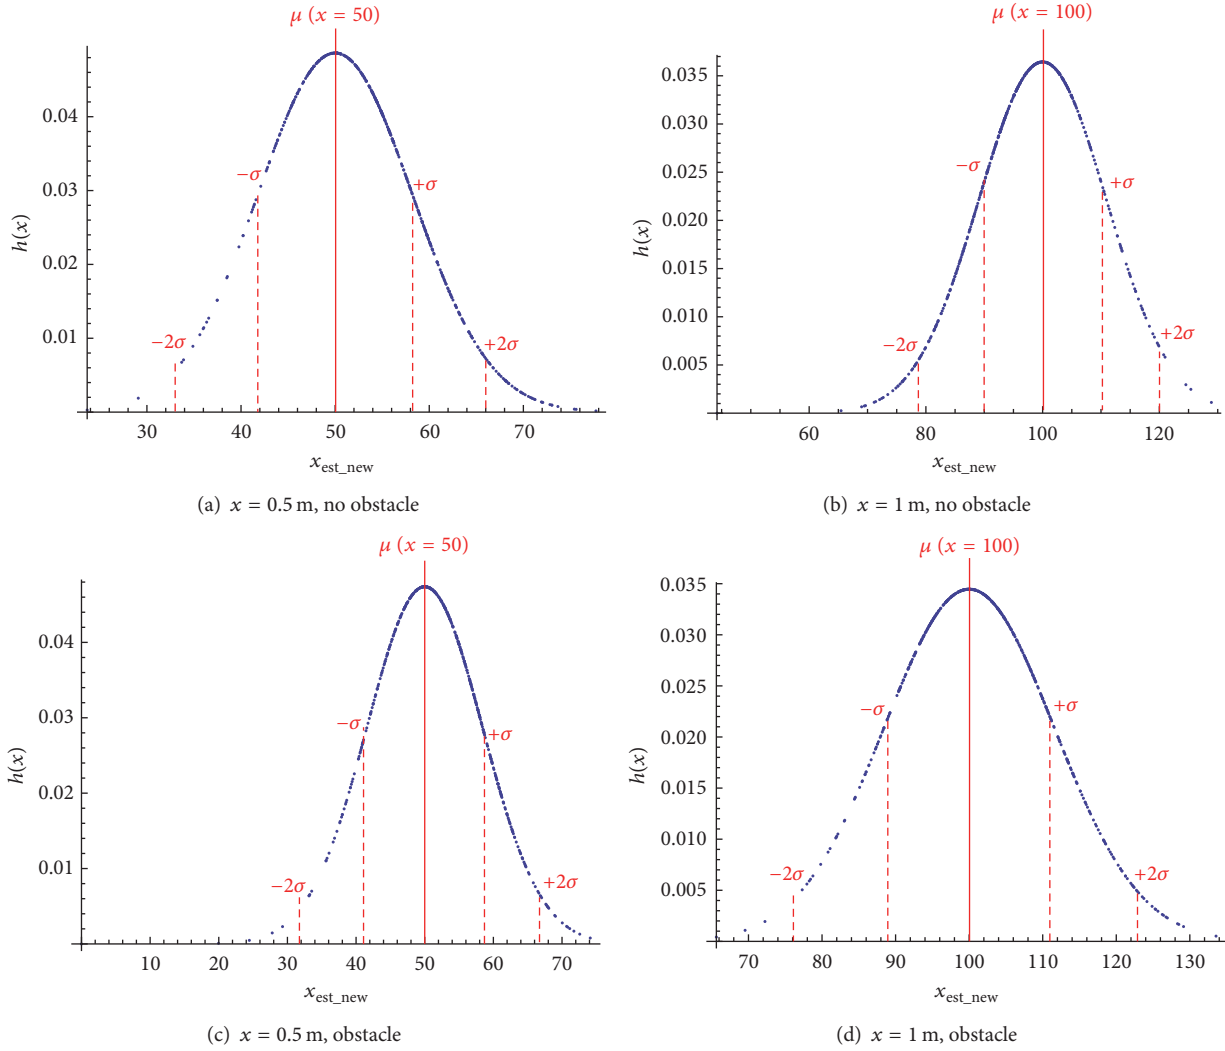 μ (x = 50)
0.04
0.03
0.02
0.01
h(x)
−σ
+σ
−2σ
+2σ
30 40 50 60 70
x_est_new
(a) x = 0.5 m, no obstacle
μ (x = 100)
0.035
0.030
0.025
0.020
0.015
0.010
0.005
h(x)
−σ
+σ
−2σ
+2σ
60 80 100 120
x_est_new
(b) x = 1 m, no obstacle
μ (x = 50)
0.04
0.03
0.02
0.01
h(x)
−σ
+σ
−2σ
+2σ
10 20 30 40 50 60 70
x_est_new
(c) x = 0.5 m, obstacle
μ (x = 100)
0.035
0.030
0.025
0.020
0.015
0.010
0.005
h(x)
−σ
+σ
−2σ
+2σ
70 80 90 100 110 120 130
x_est_new
(d) x = 1 m, obstacle